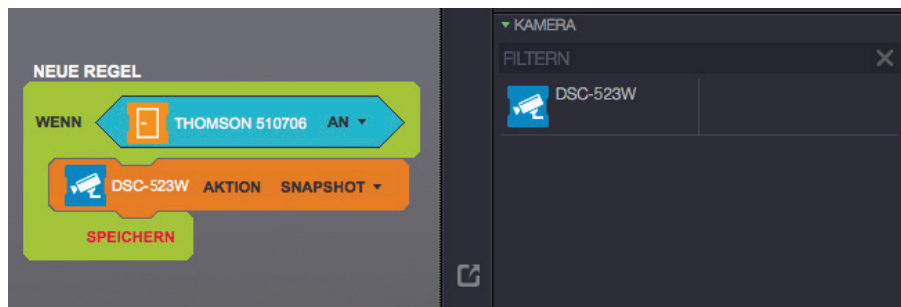 NEUE REGEL
WENN THOMSON 510706 AN
DSC-523W AKTION SNAPSHOT
SPEICHERN
KAMERA
FILTERN
DSC-523W